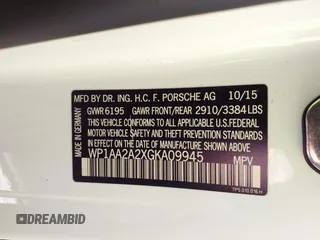 MFD BY DR. ING. H.C. F. PORSCHE AG 10/15
GVWR 6195 GAWR FRONT/REAR 2910/3384 LBS
THIS VEHICLE CONFORMS TO ALL APPLICABLE
FEDERAL MOTOR VEHICLE SAFETY AND
THEFT PREVENTION STANDARDS IN EFFECT
ON THE DATE OF MANUFACTURE SHOWN ABOVE
WP1AA2A2XGKA09945
MPV
MADE IN GERMANY
DREAMBID